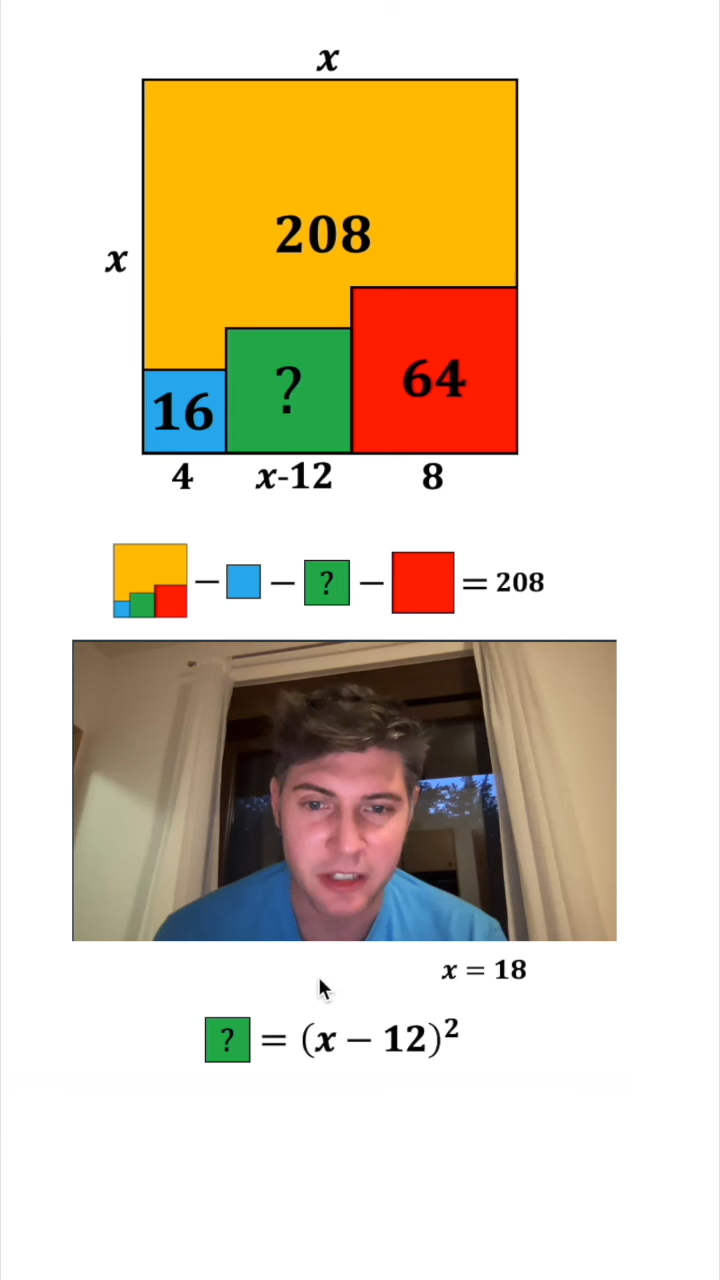 x
208
x
16 ? 64
4 x-12 8
− − ? − = 208
x = 18
? = (x − 12)²